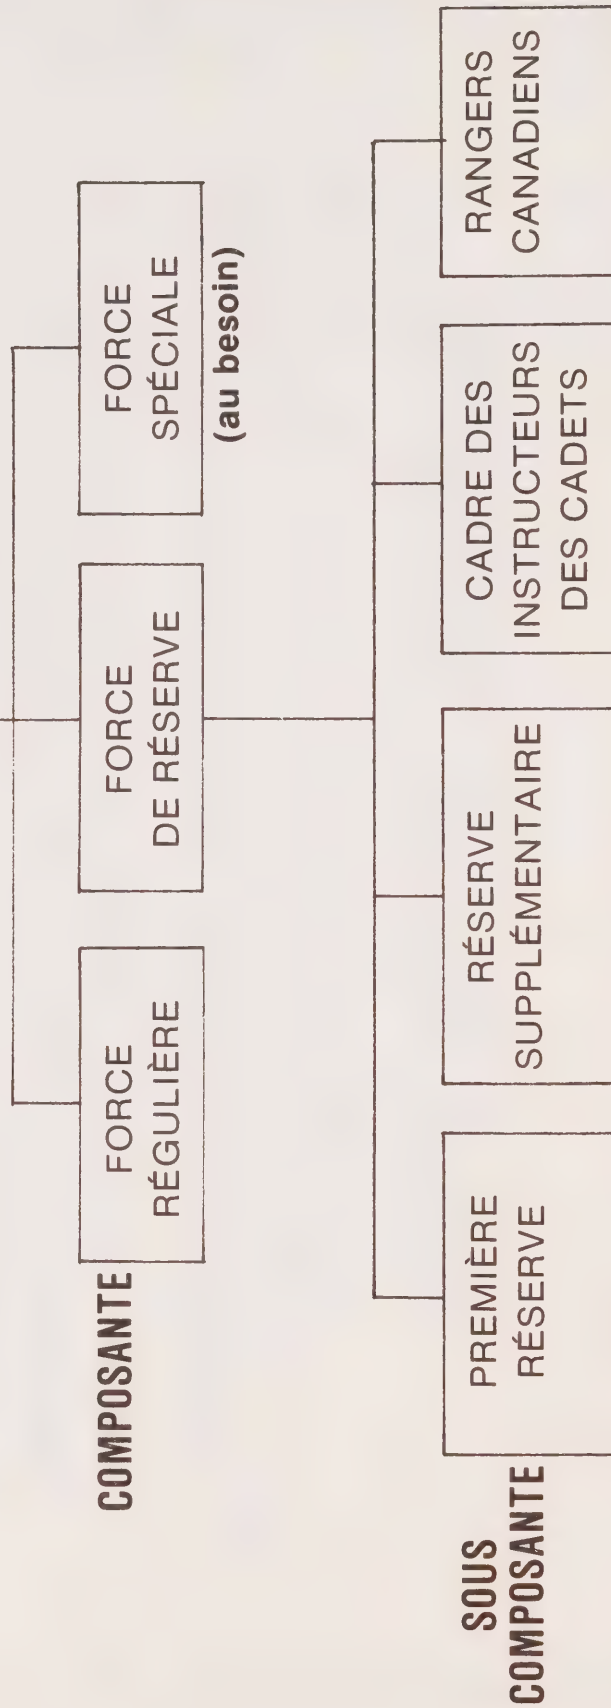 COMPOSANTE
FORCE
RÉGULIÈRE
FORCE
DE RÉSERVE
FORCE
SPÉCIALE
(au besoin)
SOUS
COMPOSANTE
PREMIÈRE
RÉSERVE
RÉSERVE
SUPPLÉMENTAIRE
CADRE DES
INSTRUCTEURS
DES CADETS
RANGERS
CANADIENS